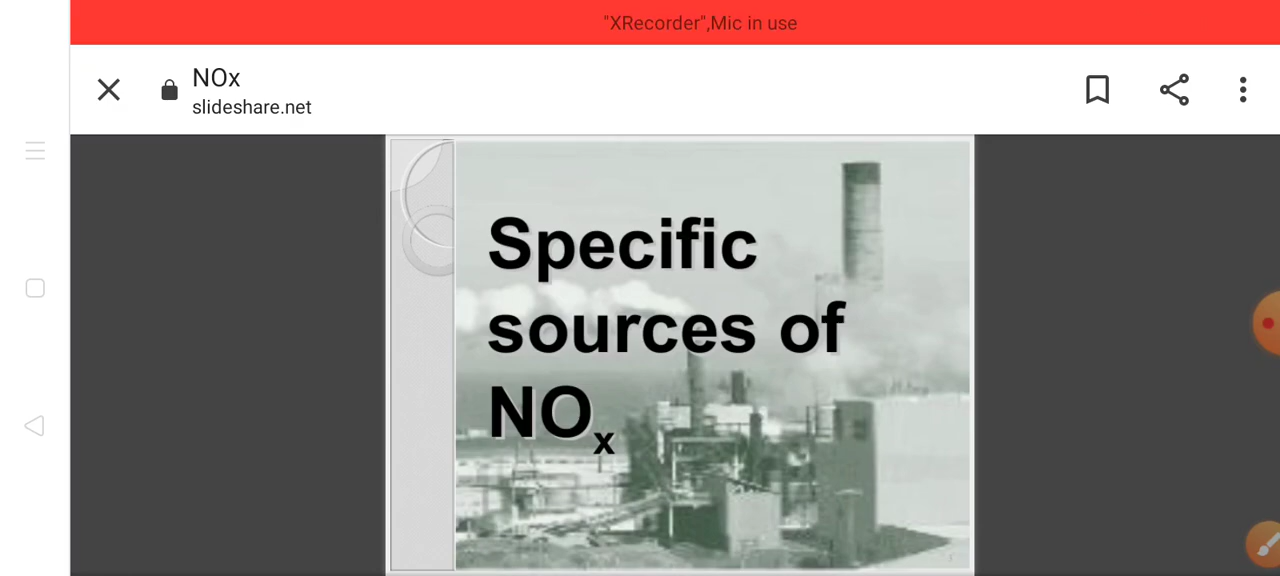 "XRecorder",Mic in use
NOx
slideshare.net
Specific
sources of
NOx